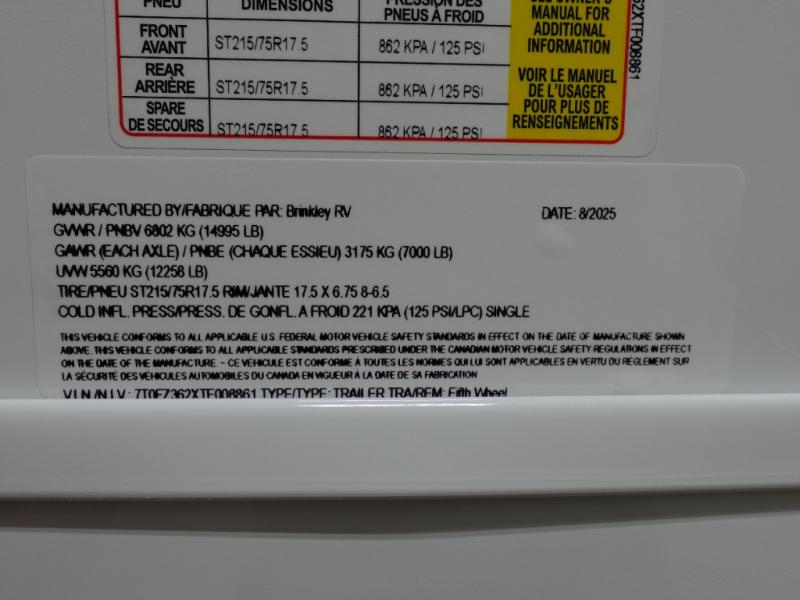 PNEU DIMENSIONS PRESSION DES PNEUS À FROID
FRONT AVANT ST215/75R17.5 862 KPA / 125 PSI
REAR ARRIÈRE ST215/75R17.5 862 KPA / 125 PSI
SPARE DE SECOURS ST215/75R17.5 862 KPA / 125 PSI
SEE OWNER'S
MANUAL FOR
ADDITIONAL
INFORMATION
VOIR LE MANUEL
DE L'USAGER
POUR PLUS DE
RENSEIGNEMENTS
62XTF008861
MANUFACTURED BY/FABRIQUE PAR: Brinkley RV DATE: 8/2025
GVWR / PNBV 6802 KG (14995 LB)
GAWR (EACH AXLE) / PNBE (CHAQUE ESSIEU) 3175 KG (7000 LB)
UVW 5560 KG (12258 LB)
TIRE/PNEU ST215/75R17.5 RIM/JANTE 17.5 X 6.75 8-6.5
COLD INFL. PRESS/PRESS. DE GONFL. A FROID 221 KPA (125 PSI/LPC) SINGLE
THIS VEHICLE CONFORMS TO ALL APPLICABLE U.S. FEDERAL MOTOR VEHICLE SAFETY STANDARDS IN EFFECT ON THE DATE OF MANUFACTURE SHOWN
ABOVE. THIS VEHICLE CONFORMS TO ALL APPLICABLE STANDARDS PRESCRIBED UNDER THE CANADIAN MOTOR VEHICLE SAFETY REGULATIONS IN EFFECT
ON THE DATE OF THE MANUFACTURE. - CE VEHICULE EST CONFORME À TOUTES LES NORMES QUI LUI SONT APPLICABLES EN VERTU DU REGLEMENT SUR
LA SÉCURITÉ DES VEHICULES AUTOMOBILES DU CANADA EN VIGUEUR À LA DATE DE SA FABRICATION
V.I.N./N.I.V.: 7T0FZ362XTF008861 TYPE/TYPE: TRAILER TRA/REM: Fifth Wheel